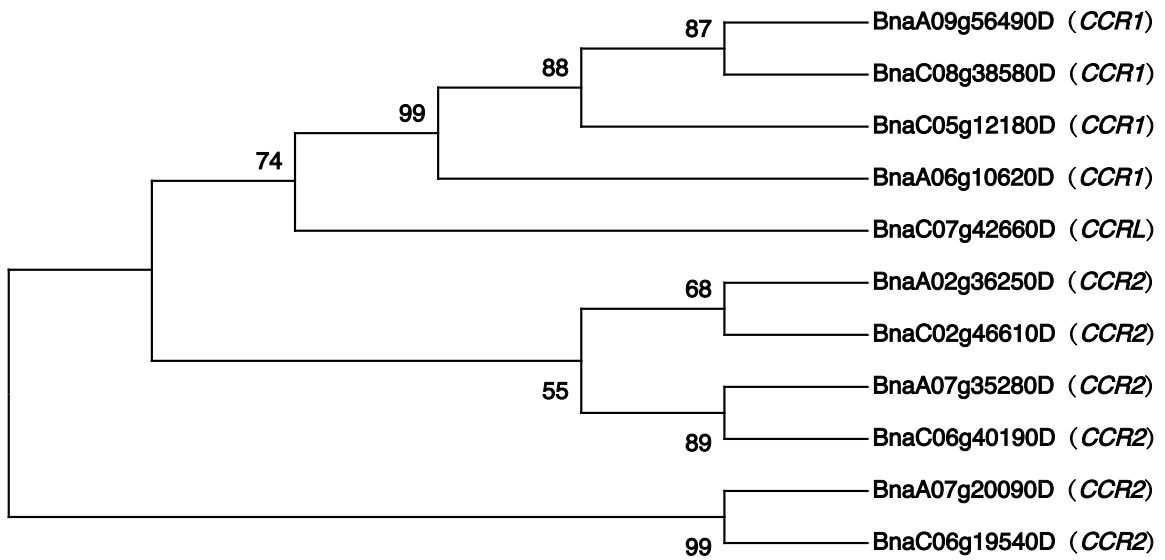 87
BnaA09g56490D (CCR1)
88
BnaC08g38580D (CCR1)
99
BnaC05g12180D (CCR1)
74
BnaA06g10620D (CCR1)
BnaC07g42660D (CCRL)
68
BnaA02g36250D (CCR2)
BnaC02g46610D (CCR2)
55
BnaA07g35280D (CCR2)
89
BnaC06g40190D (CCR2)
BnaA07g20090D (CCR2)
99
BnaC06g19540D (CCR2)